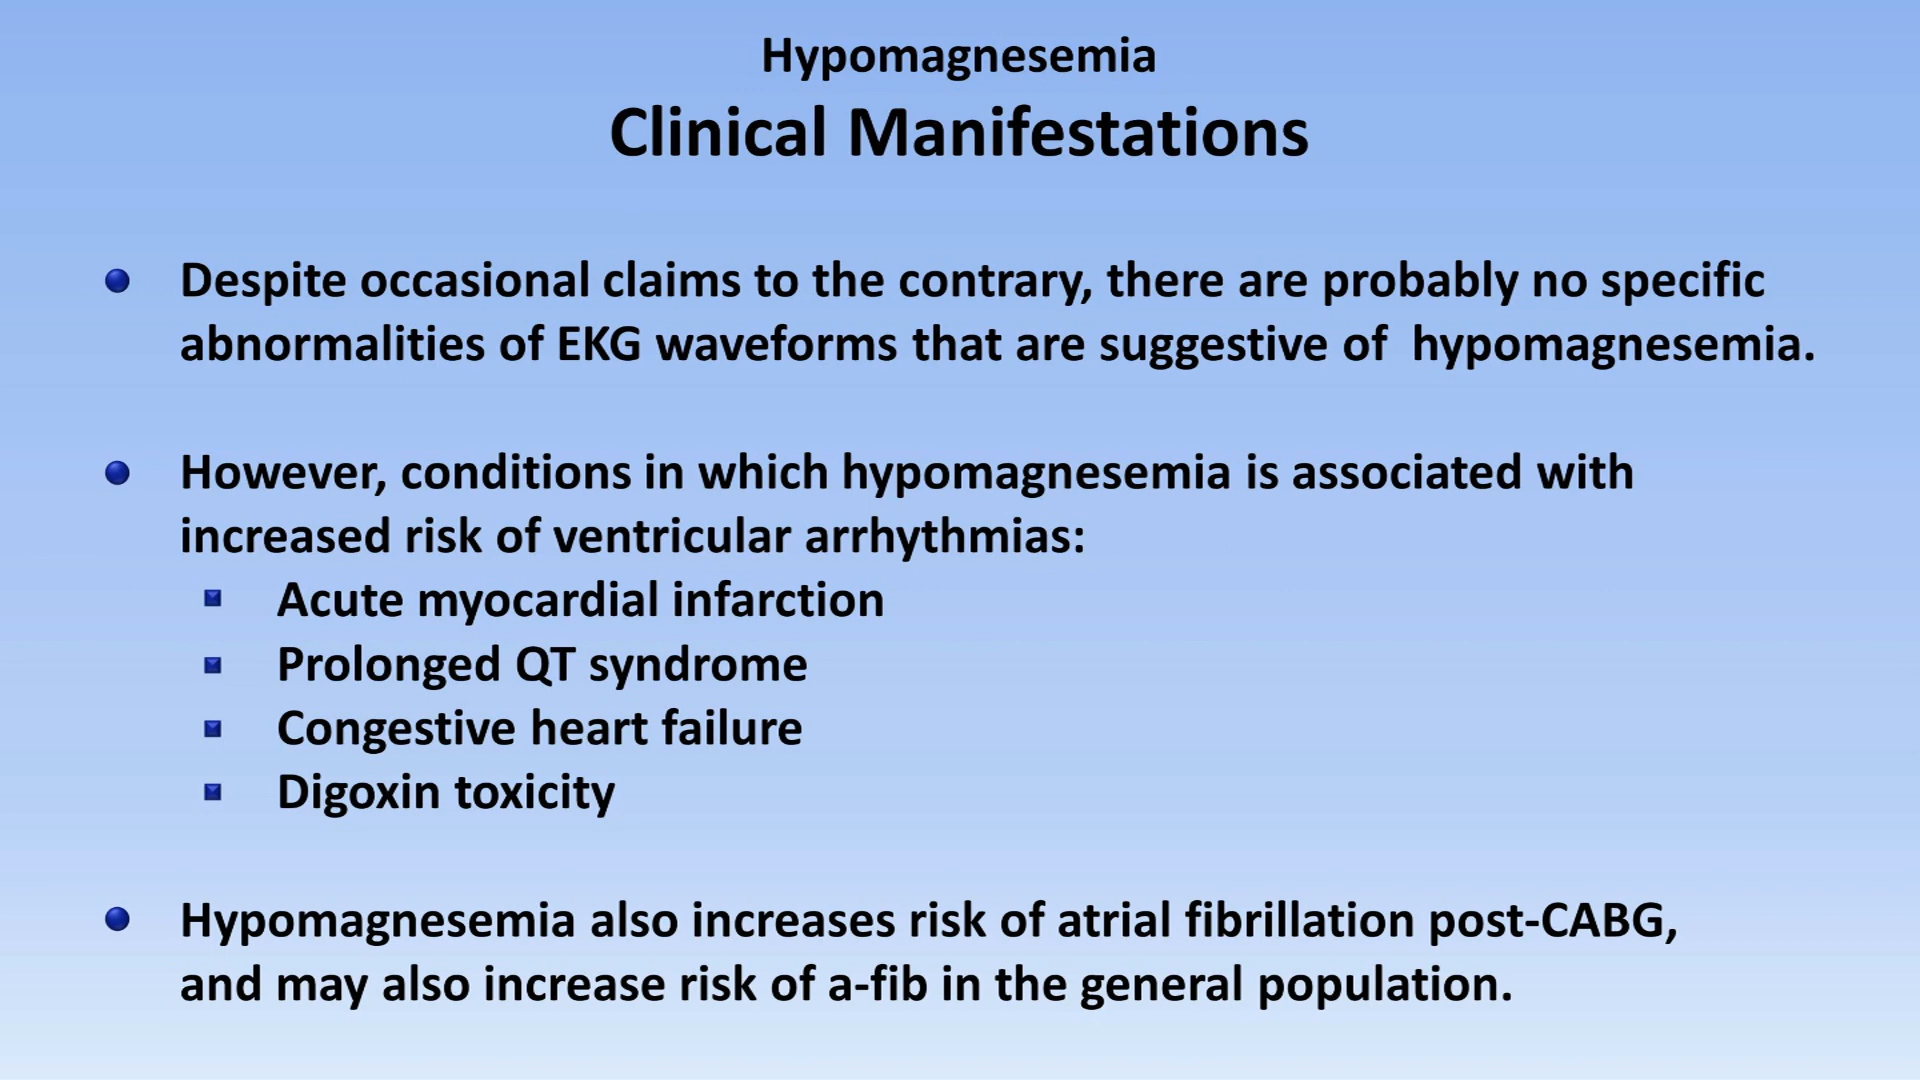 Hypomagnesemia
Clinical Manifestations
Despite occasional claims to the contrary, there are probably no specific
abnormalities of EKG waveforms that are suggestive of  hypomagnesemia.
However, conditions in which hypomagnesemia is associated with
increased risk of ventricular arrhythmias:
Acute myocardial infarction
Prolonged QT syndrome
Congestive heart failure
Digoxin toxicity
Hypomagnesemia also increases risk of atrial fibrillation post-CABG,
and may also increase risk of a-fib in the general population.